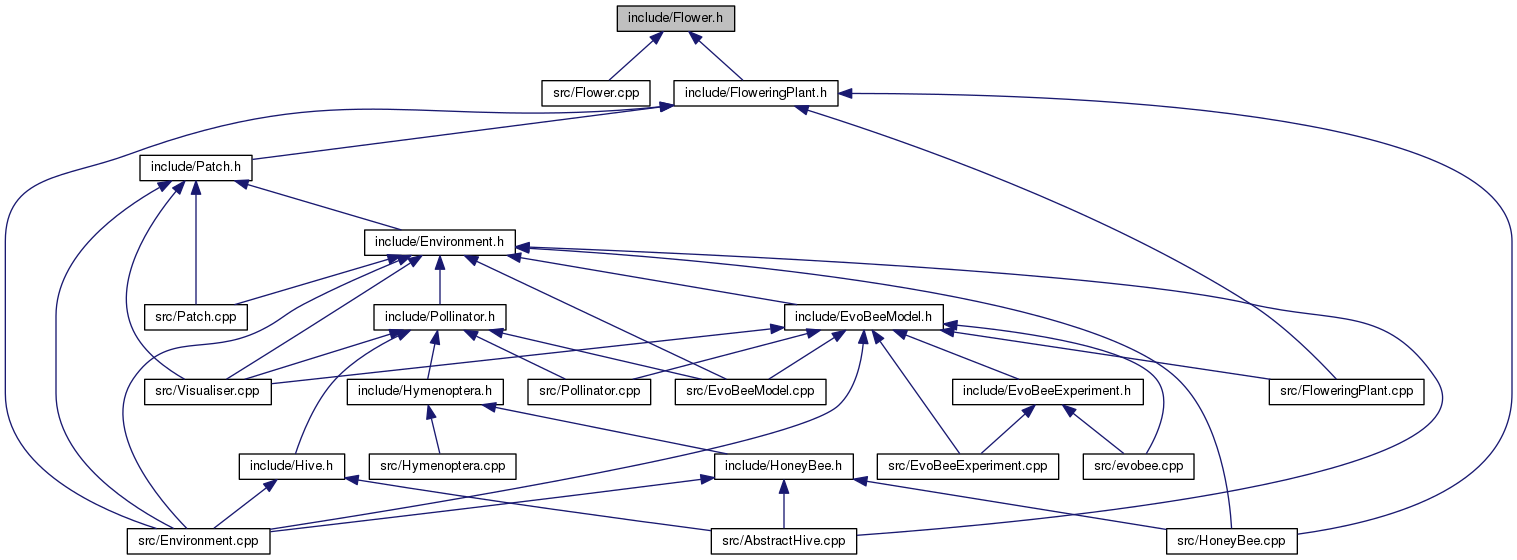 include/Flower.h
src/Flower.cpp
include/FloweringPlant.h
include/Patch.h
include/Environment.h
src/Patch.cpp
include/Pollinator.h
include/EvoBeeModel.h
src/Visualiser.cpp
include/Hymenoptera.h
src/Pollinator.cpp
src/EvoBeeModel.cpp
include/EvoBeeExperiment.h
src/FloweringPlant.cpp
include/Hive.h
src/Hymenoptera.cpp
include/HoneyBee.h
src/EvoBeeExperiment.cpp
src/evobee.cpp
src/Environment.cpp
src/AbstractHive.cpp
src/HoneyBee.cpp